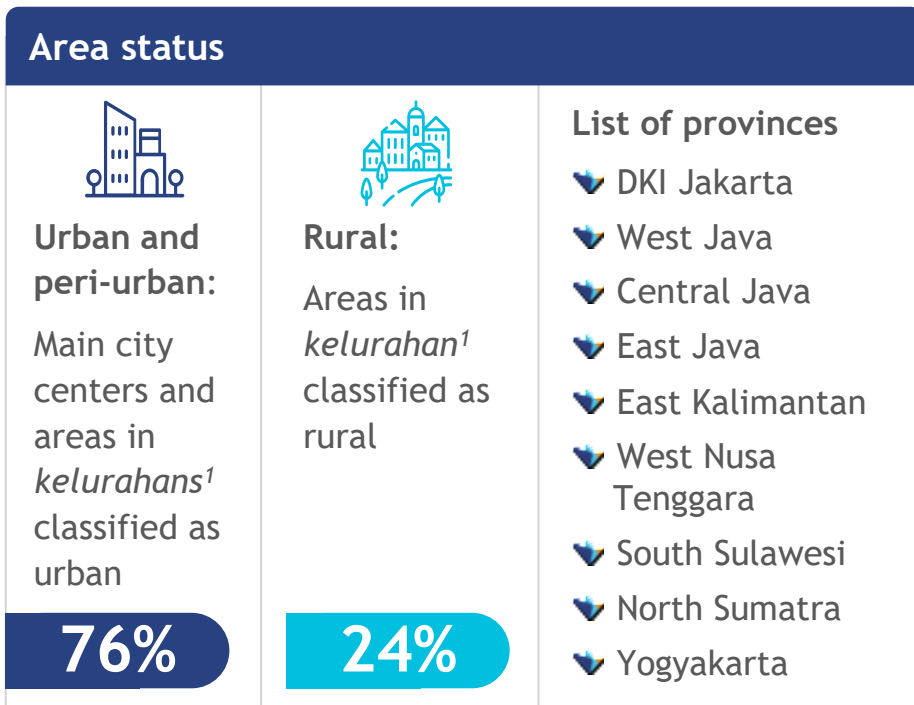 Area status
Urban and
peri-urban:
Main city
centers and
areas in
kelurahans¹
classified as
urban
76%
Rural:
Areas in
kelurahan¹
classified as
rural
24%
List of provinces
DKI Jakarta
West Java
Central Java
East Java
East Kalimantan
West Nusa
Tenggara
South Sulawesi
North Sumatra
Yogyakarta